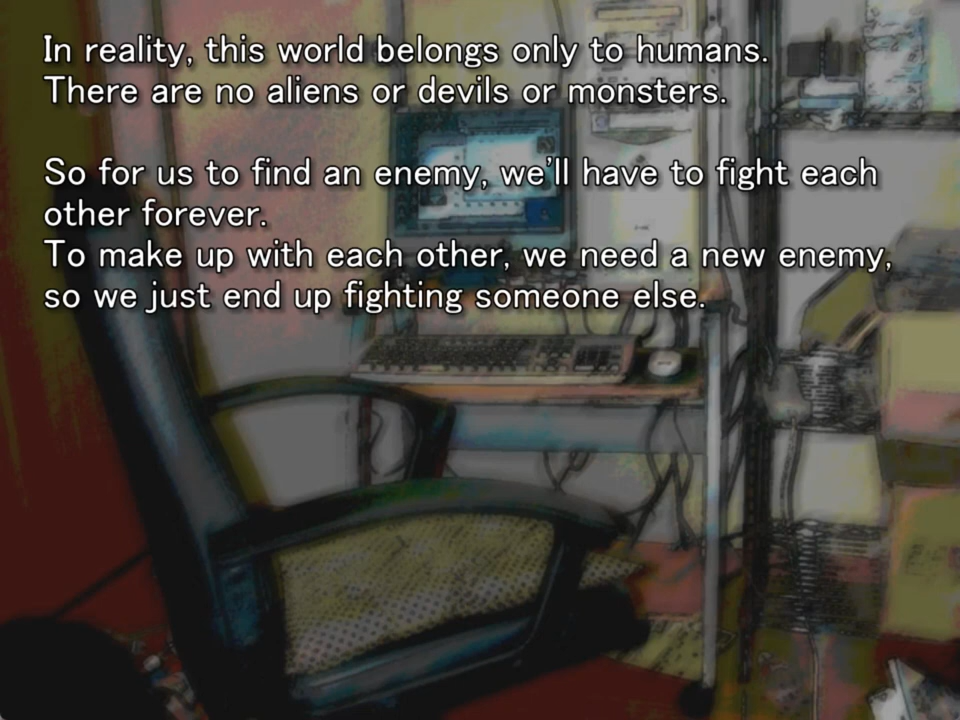 In reality, this world belongs only to humans.
There are no aliens or devils or monsters.
So for us to find an enemy, we'll have to fight each
other forever.
To make up with each other, we need a new enemy,
so we just end up fighting someone else.